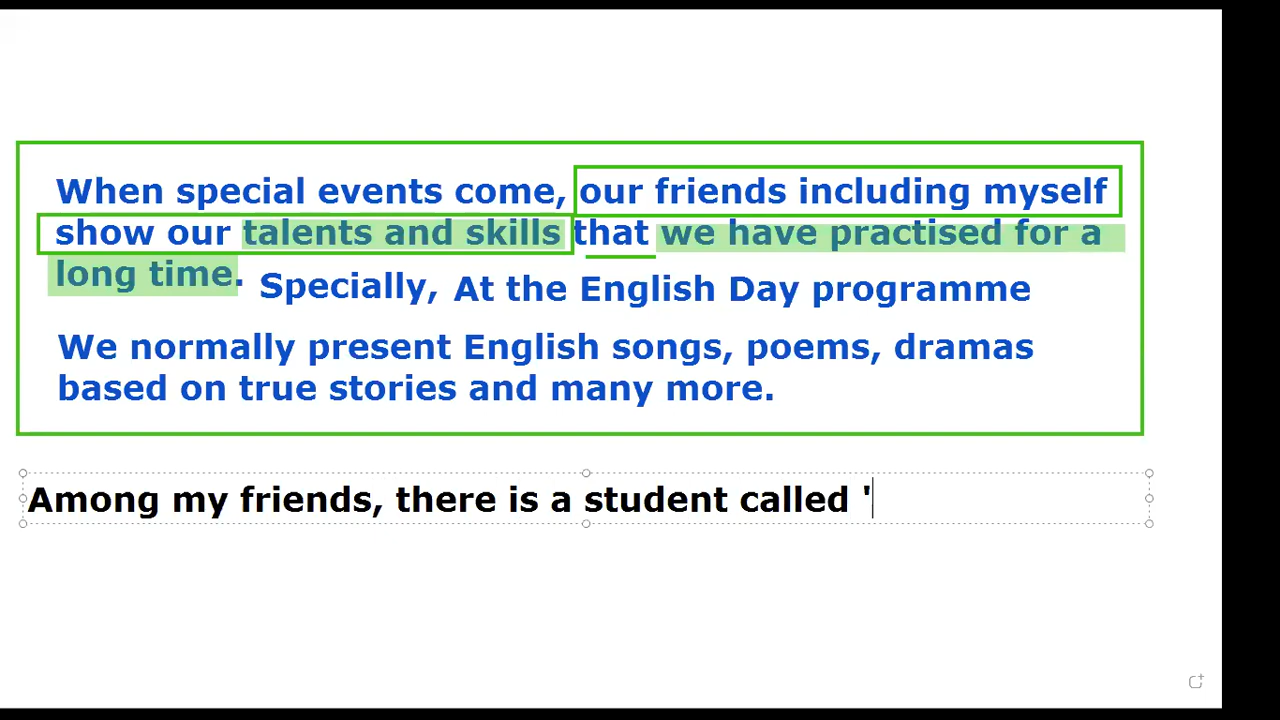 When special events come, our friends including myself
show our talents and skills that we have practised for a
long time. Specially, At the English Day programme
We normally present English songs, poems, dramas
based on true stories and many more.
Among my friends, there is a student called '